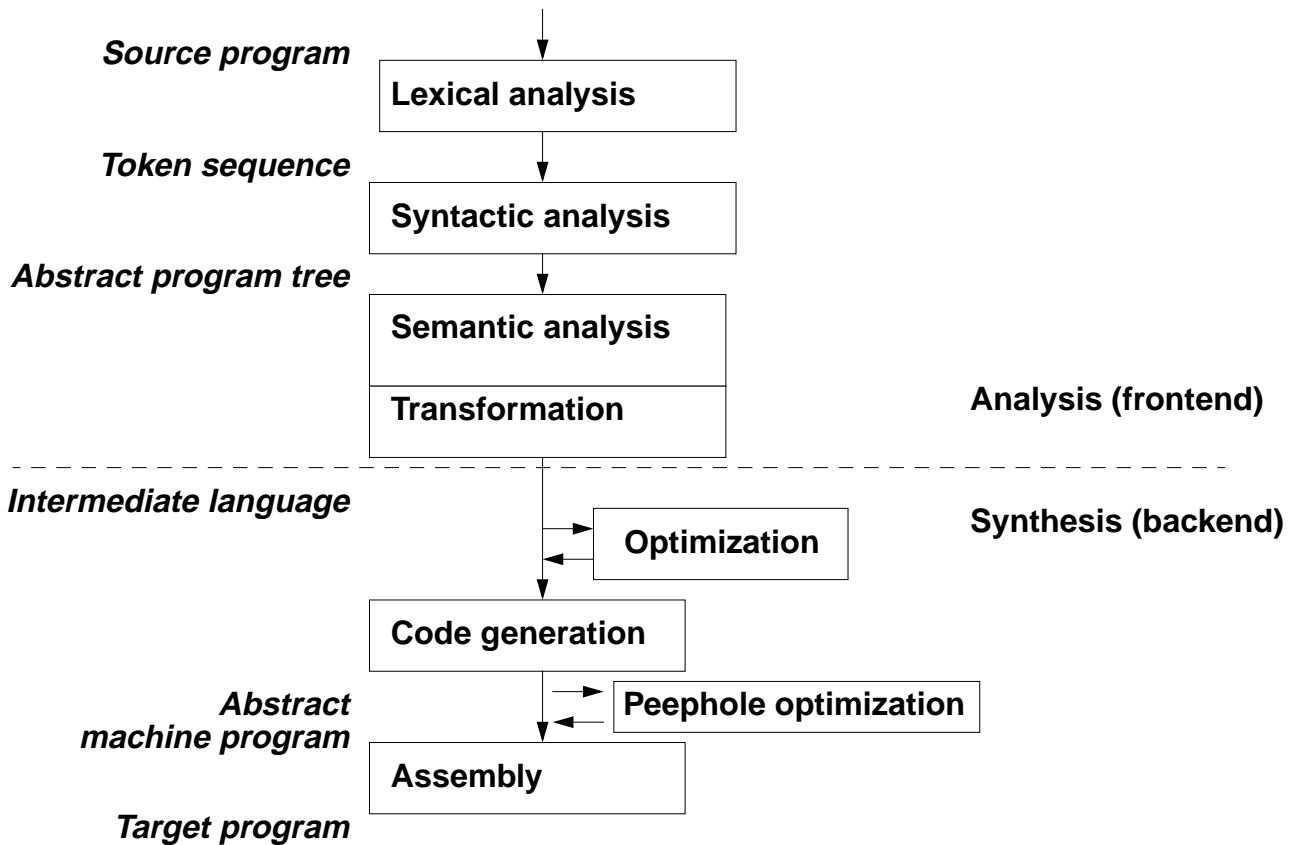 Source program
Lexical analysis
Token sequence
Syntactic analysis
Abstract program tree
Semantic analysis
Transformation
Analysis (frontend)
Intermediate language
Synthesis (backend)
Optimization
Code generation
Abstract
machine program
Peephole optimization
Assembly
Target program